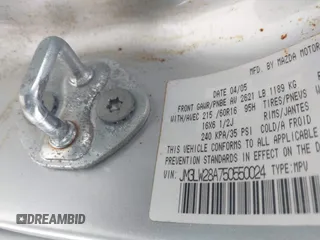 MFD. BY MAZDA MOTOR
DATE 04/05
FRONT GAWR/PNBE AV 2621 LB 1189 KG
WITH/AVEC 215 /60R16 95H TIRES/PNEUS
16X6 1/2J RIMS/JANTES
240 KPA/35 PSI COLD/A FROID
THIS VEHICLE CONFORMS TO ALL
PREVENTION STANDARDS IN EFFECT ON THE DA
VIN: JM3LW28A750550024 TYPE:MPV
DREAMBID